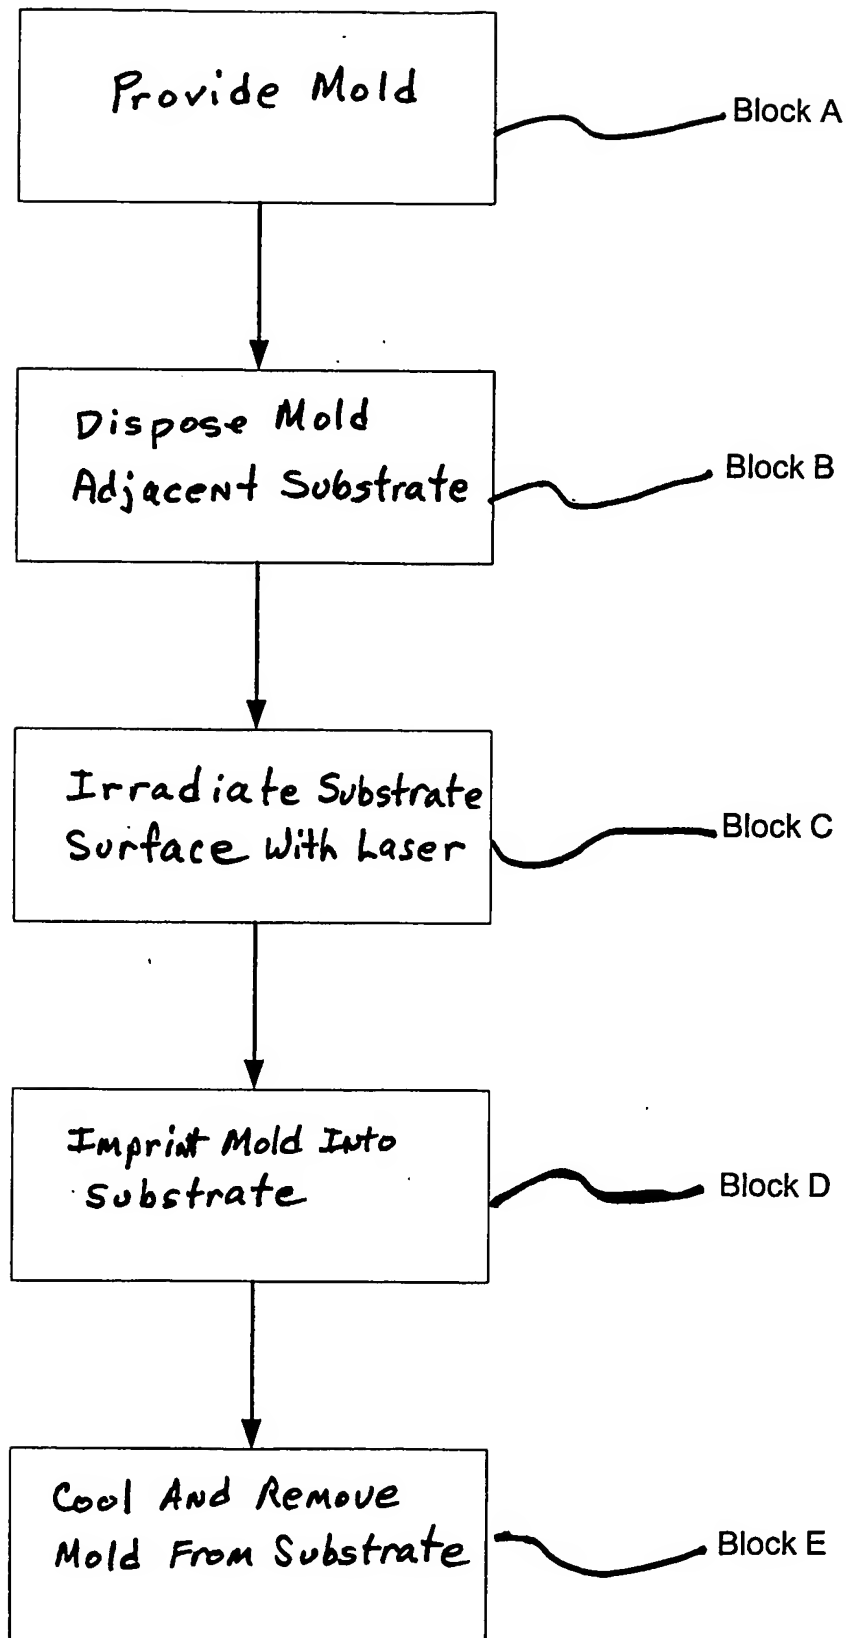 Provide Mold
Block A
Dispose Mold
Adjacent Substrate
Block B
Irradiate Substrate
Surface With Laser
Block C
Imprint Mold Into
Substrate
Block D
Cool And Remove
Mold From Substrate
Block E